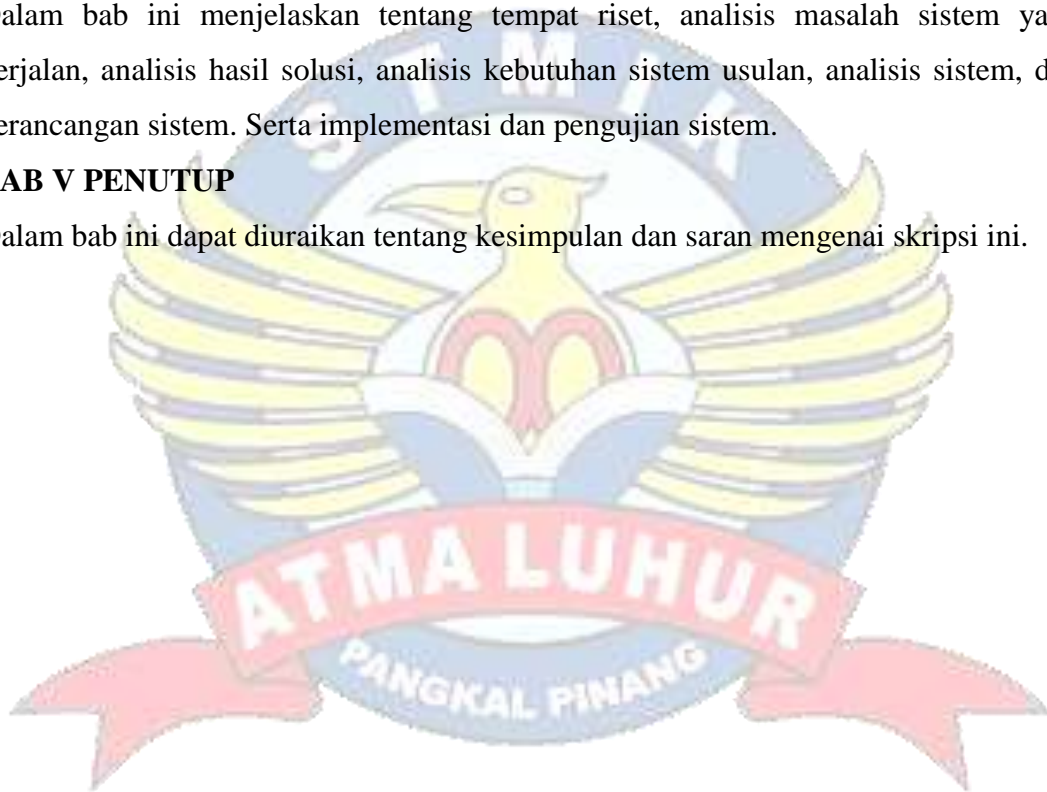 alam bab ini menjelaskan tentang tempat riset, analisis masalah sistem ya
erjalan, analisis hasil solusi, analisis kebutuhan sistem usulan, analisis sistem, d
erancangan sistem. Serta implementasi dan pengujian sistem.
AB V PENUTUP
alam bab ini dapat diuraikan tentang kesimpulan dan saran mengenai skripsi ini.
STMIK
ATMA LUHUR
PANGKAL PINANG